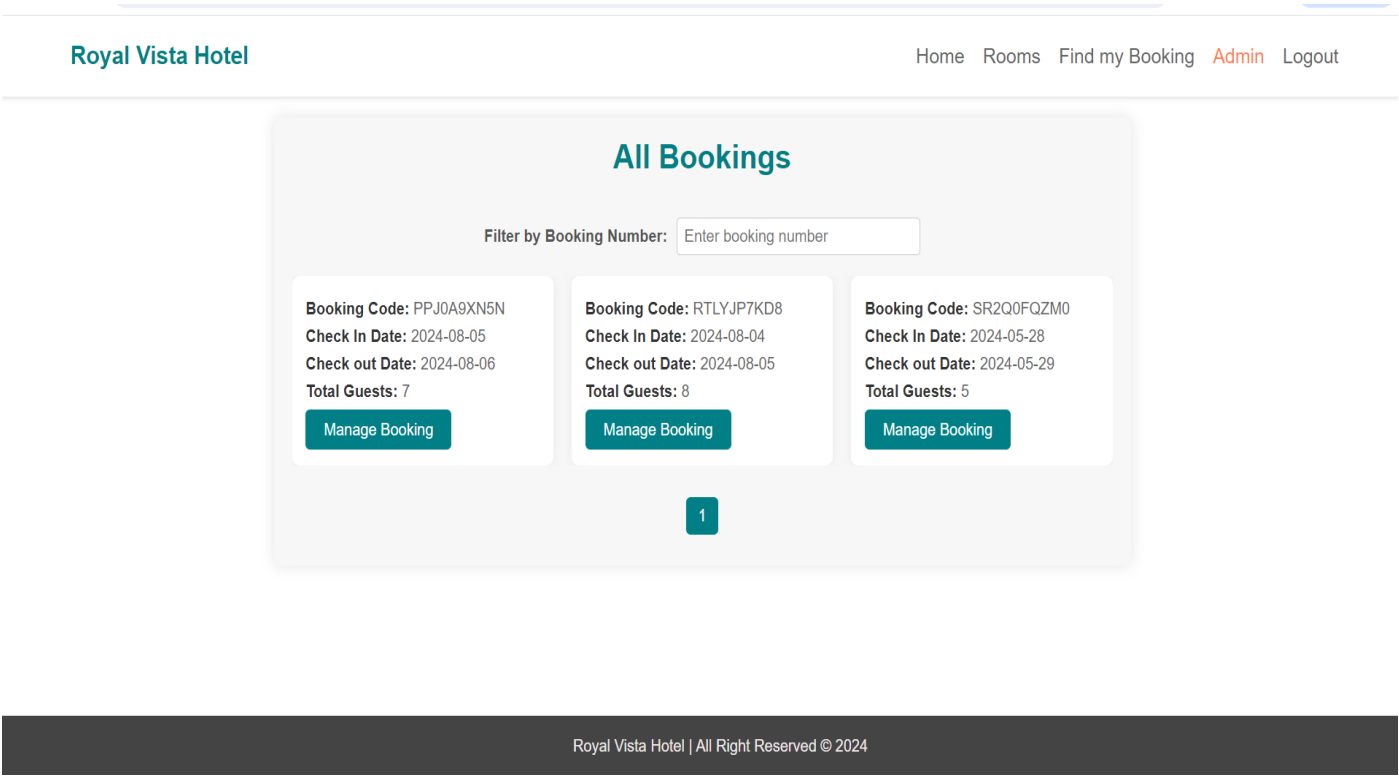 Royal Vista Hotel
Home Rooms Find my Booking Admin Logout
All Bookings
Filter by Booking Number: Enter booking number
Booking Code: PPJ0A9XN5N
Check In Date: 2024-08-05
Check out Date: 2024-08-06
Total Guests: 7
Manage Booking
Booking Code: RTLYJP7KD8
Check In Date: 2024-08-04
Check out Date: 2024-08-05
Total Guests: 8
Manage Booking
Booking Code: SR2Q0FQZM0
Check In Date: 2024-05-28
Check out Date: 2024-05-29
Total Guests: 5
Manage Booking
1
Royal Vista Hotel | All Right Reserved © 2024